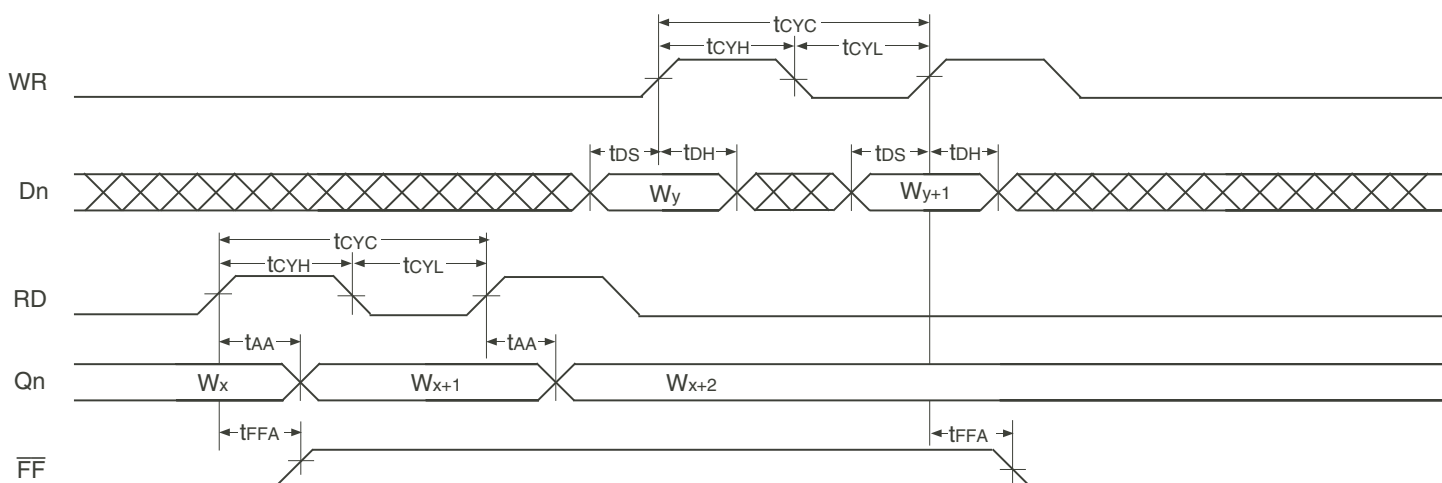 tCYC
tCYH tCYL
WR
tDS tDH tDS tDH
Dn Wy Wy+1
tCYC
tCYH tCYL
RD
tAA tAA
Qn Wx Wx+1 Wx+2
tFFA tFFA
F̅F̅